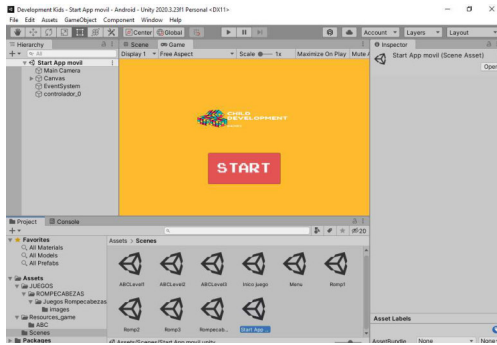 Development Kids - Start App movil - Android - Unity 2020.3.23f1 Personal <DX11>
File Edit Assets GameObject Component Window Help
Center Global Account Layers Layout
Hierarchy Scene Game Inspector
All Display 1 Free Aspect Scale 1x Maximize On Play Mute A
Start App movil Start App movil (Scene Asset)
Main Camera Open
Canvas
EventSystem
controlador_0
CHILD
DEVELOPMENT
START
Project Console
20
Favorites Assets > Scenes
All Materials
All Models
All Prefabs
Assets
JUEGOS ABCLevel1 ABCLevel2 ABCLevel3 Inico juego Menu Romp1
ROMPECABEZAS
Juegos Rompecabezas
Images
Resources_game
ABC Asset Labels
Scenes Romp2 Romp3 Rompecab... Start App ...
Packages Assets/Scenes/Start App movil.unity AssetBundle None None